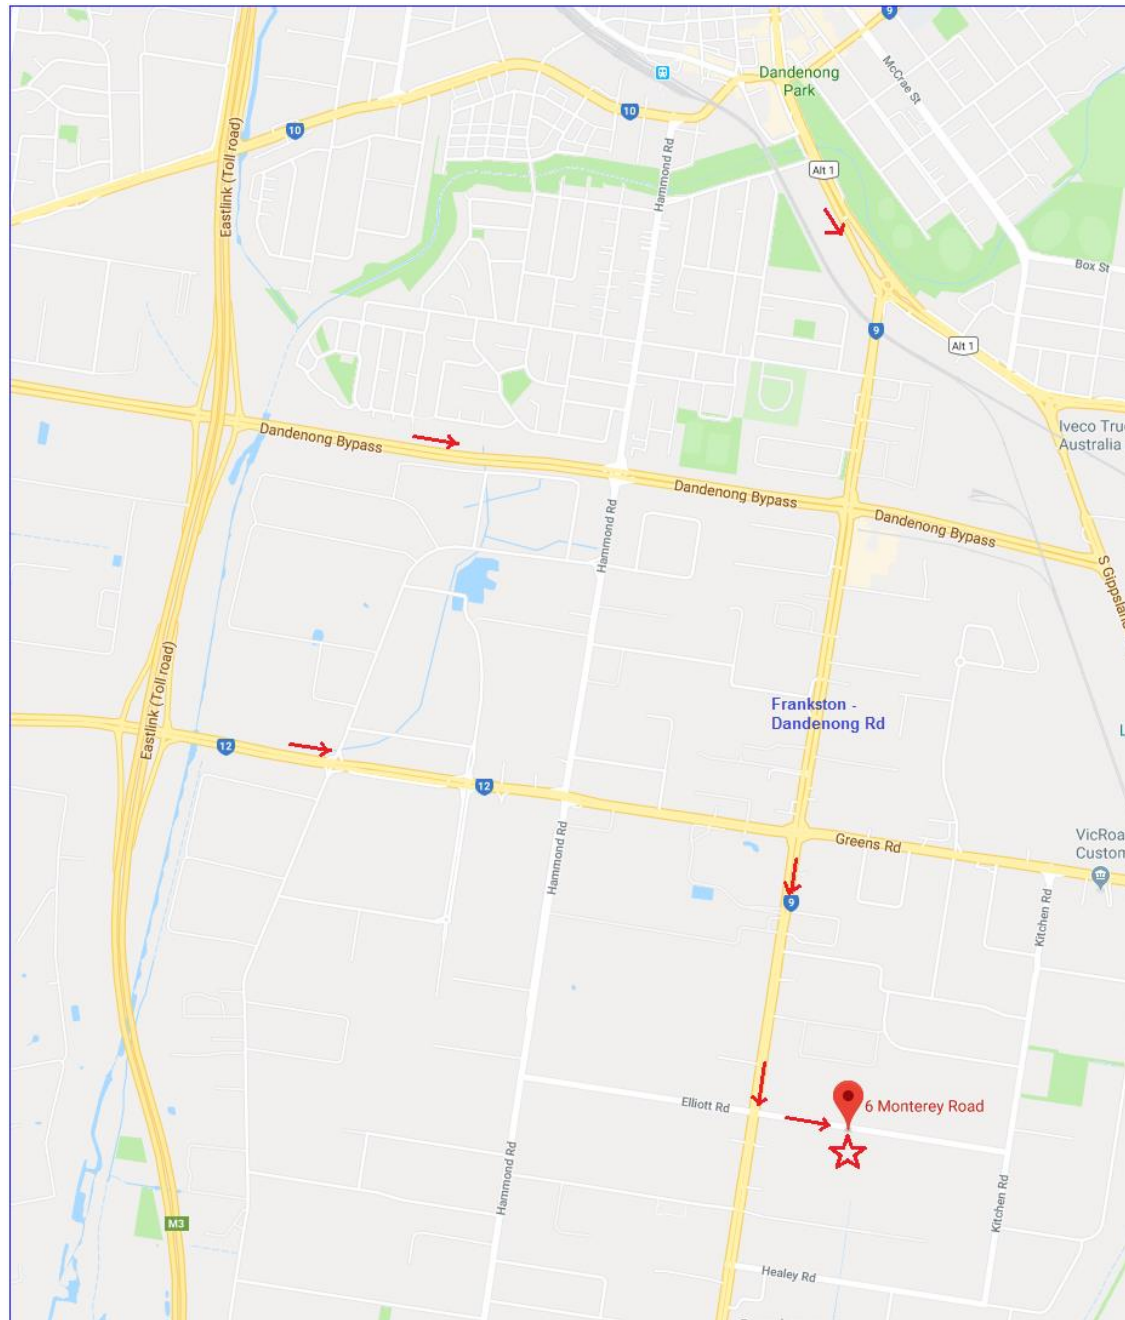 9
Dandenong
Park
McCrae St
10
10
Eastlink (Toll road)
Hammond Rd
Alt 1
Box St
9
Alt 1
Iveco Tru
Australia
Dandenong Bypass
Dandenong Bypass
Dandenong Bypass
Hammond Rd
S Gippsland
Eastlink (Toll road)
Frankston -
Dandenong Rd
L
12
12
Greens Rd
VicRoa
Custom
Hammond Rd
9
Kitchen Rd
Elliott Rd
6 Monterey Road
Hammond Rd
Kitchen Rd
M3
Healey Rd